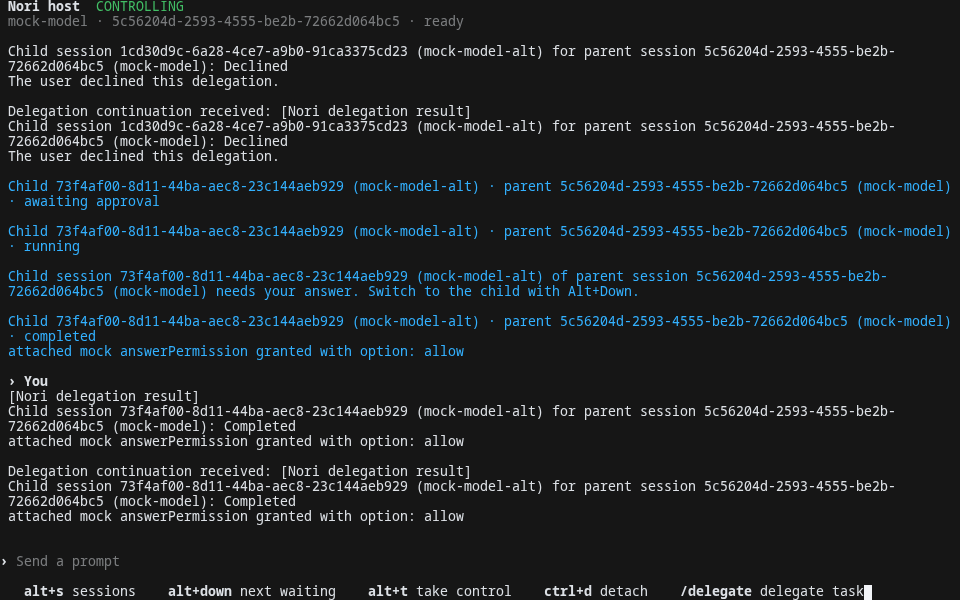 Nori host  CONTROLLING
mock-model · 5c56204d-2593-4555-be2b-72662d064bc5 · ready
Child session 1cd30d9c-6a28-4ce7-a9b0-91ca3375cd23 (mock-model-alt) for parent session 5c56204d-2593-4555-be2b-
72662d064bc5 (mock-model): Declined
The user declined this delegation.
Delegation continuation received: [Nori delegation result]
Child session 1cd30d9c-6a28-4ce7-a9b0-91ca3375cd23 (mock-model-alt) for parent session 5c56204d-2593-4555-be2b-
72662d064bc5 (mock-model): Declined
The user declined this delegation.
Child 73f4af00-8d11-44ba-aec8-23c144aeb929 (mock-model-alt) · parent 5c56204d-2593-4555-be2b-72662d064bc5 (mock-model)
· awaiting approval
Child 73f4af00-8d11-44ba-aec8-23c144aeb929 (mock-model-alt) · parent 5c56204d-2593-4555-be2b-72662d064bc5 (mock-model)
· running
Child session 73f4af00-8d11-44ba-aec8-23c144aeb929 (mock-model-alt) of parent session 5c56204d-2593-4555-be2b-
72662d064bc5 (mock-model) needs your answer. Switch to the child with Alt+Down.
Child 73f4af00-8d11-44ba-aec8-23c144aeb929 (mock-model-alt) · parent 5c56204d-2593-4555-be2b-72662d064bc5 (mock-model)
· completed
attached mock answerPermission granted with option: allow
› You
[Nori delegation result]
Child session 73f4af00-8d11-44ba-aec8-23c144aeb929 (mock-model-alt) for parent session 5c56204d-2593-4555-be2b-
72662d064bc5 (mock-model): Completed
attached mock answerPermission granted with option: allow
Delegation continuation received: [Nori delegation result]
Child session 73f4af00-8d11-44ba-aec8-23c144aeb929 (mock-model-alt) for parent session 5c56204d-2593-4555-be2b-
72662d064bc5 (mock-model): Completed
attached mock answerPermission granted with option: allow
› Send a prompt
alt+s sessions    alt+down next waiting    alt+t take control    ctrl+d detach    /delegate delegate task